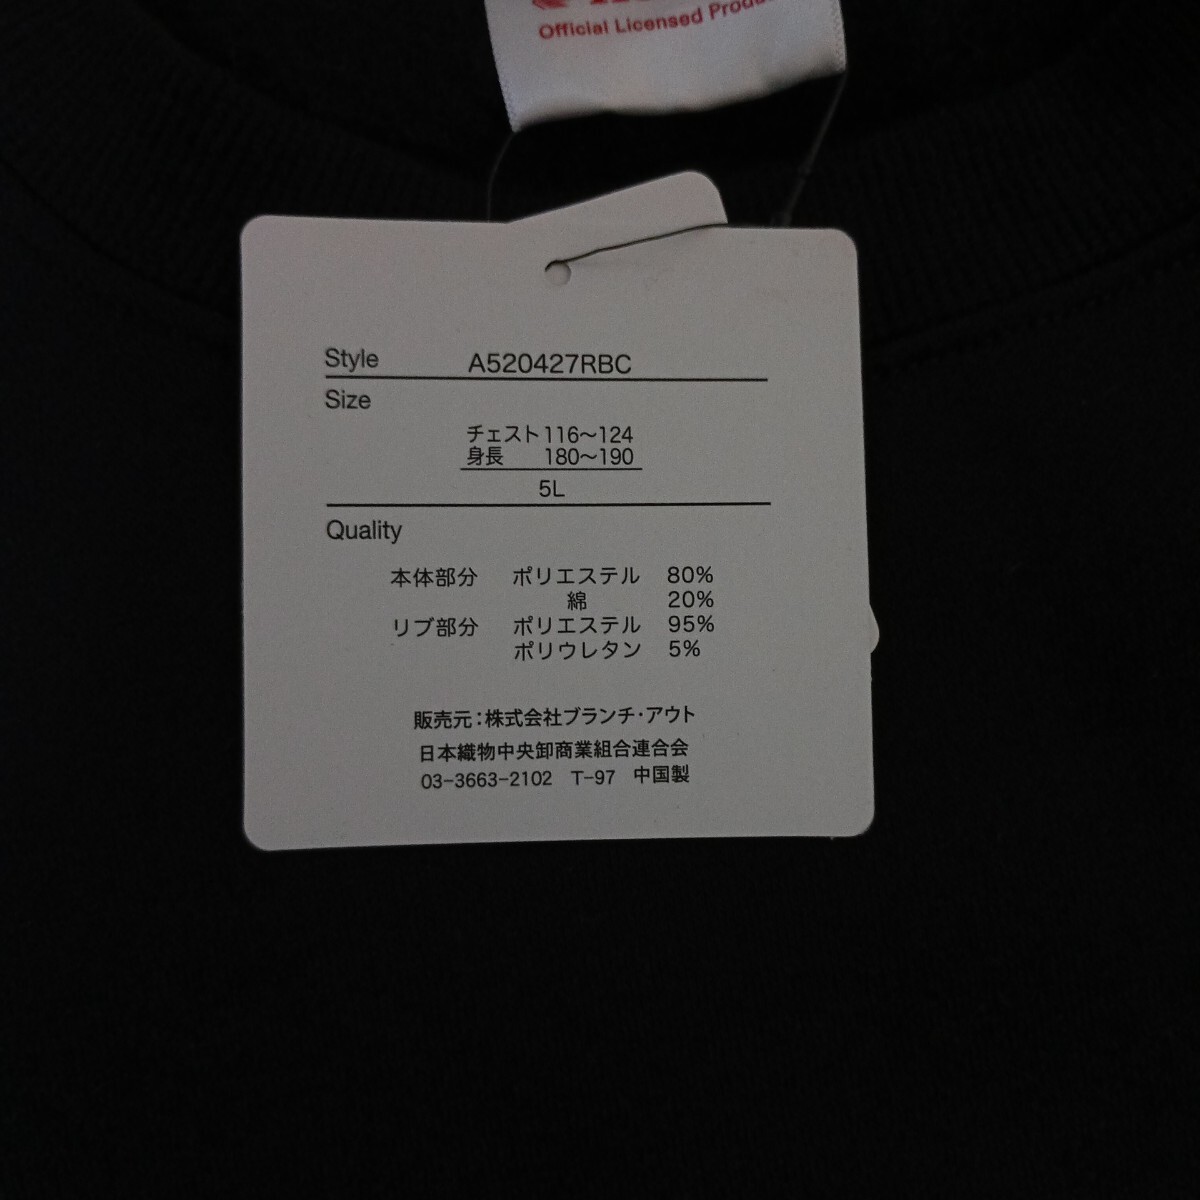 Official Licensed
Style A520427RBC
Size
チェスト 116～124
身長 180～190
5L
Quality
本体部分 ポリエステル 80%
綿 20%
リブ部分 ポリエステル 95%
ポリウレタン 5%
販売元：株式会社ブランチ・アウト
日本織物中央卸商業組合連合会
03-3663-2102 T-97 中国製